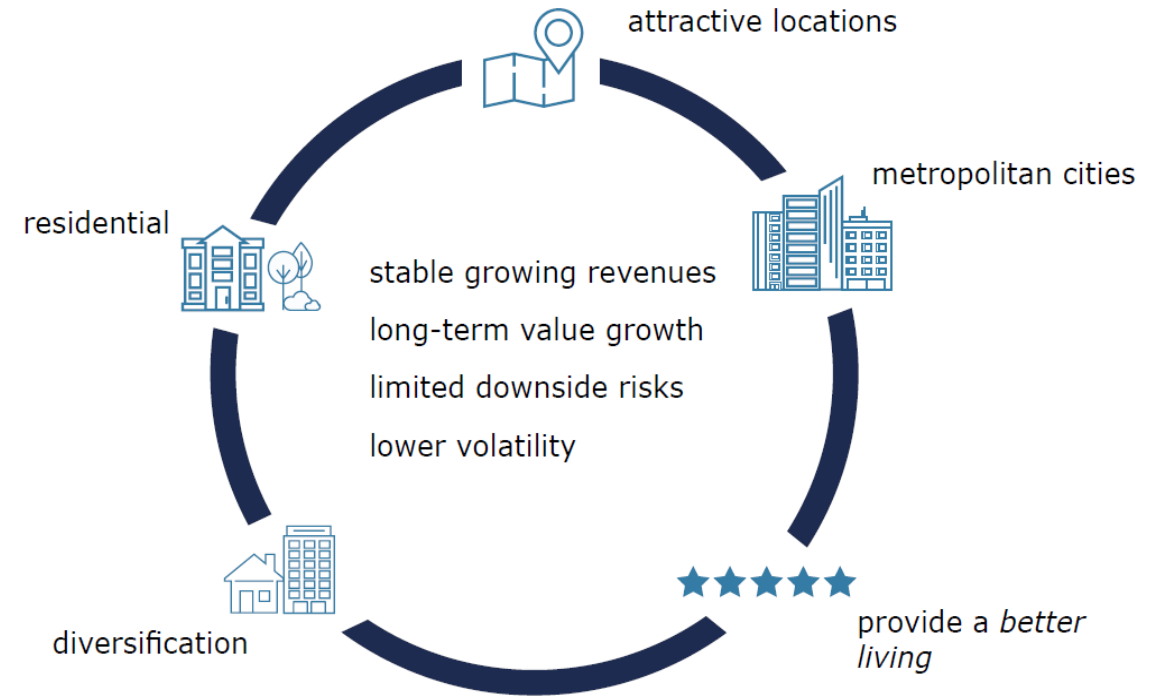 attractive locations
metropolitan cities
residential
stable growing revenues
long-term value growth
limited downside risks
lower volatility
provide a better
living
diversification